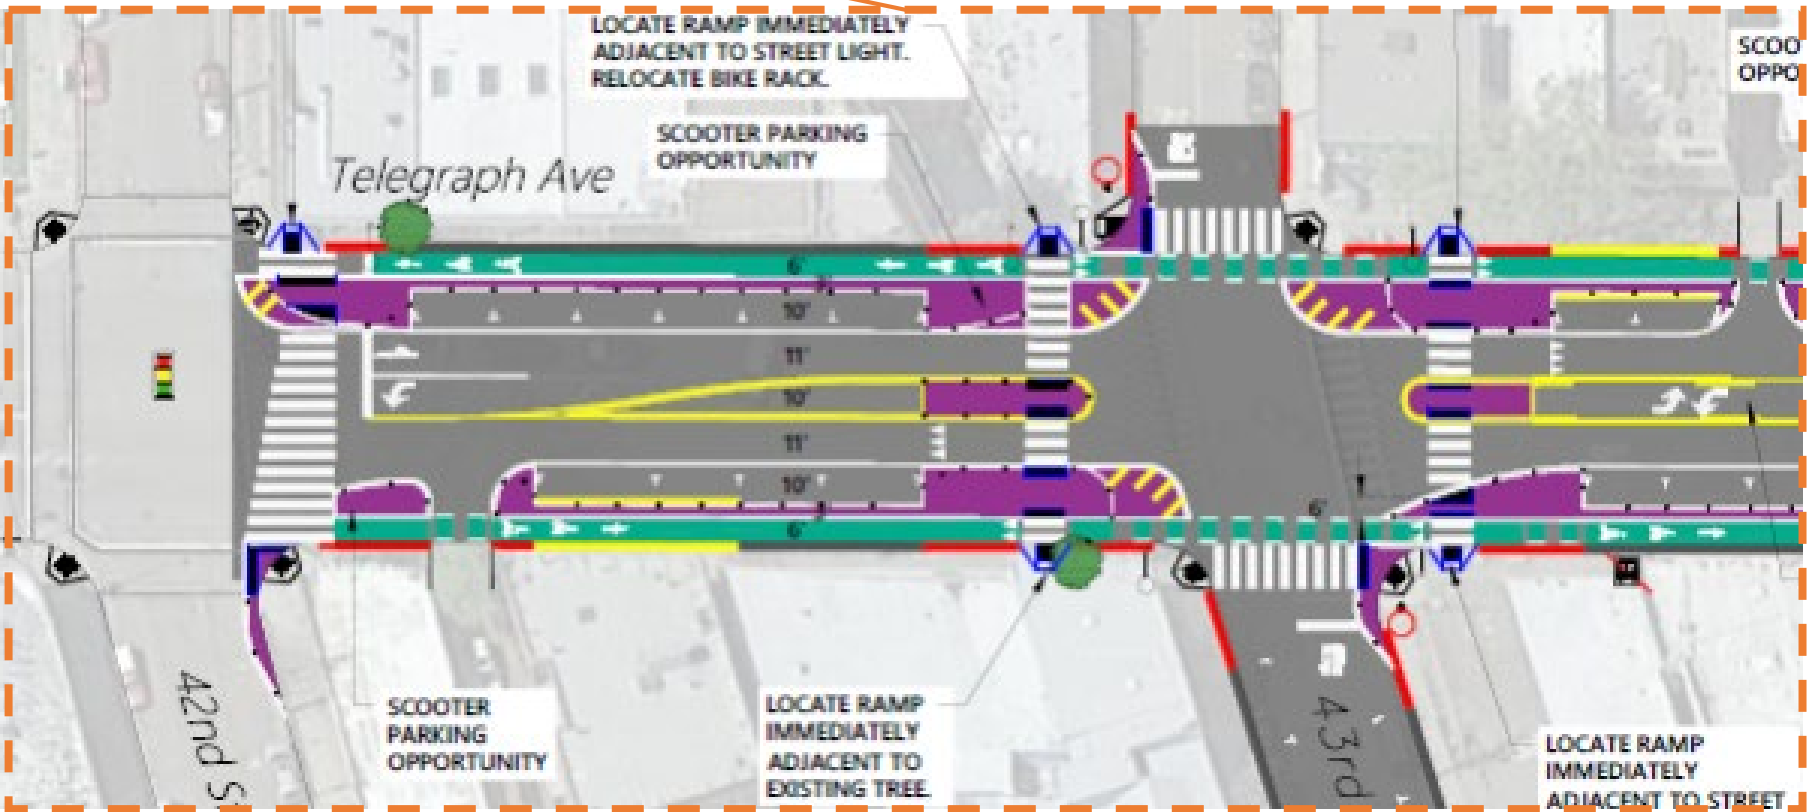 LOCATE RAMP IMMEDIATELY
ADJACENT TO STREET LIGHT.
RELOCATE BIKE RACK.
SCOO
OPPO
SCOOTER PARKING
OPPORTUNITY
Telegraph Ave
6'
3'
10'
11'
10'
11'
10'
3'
6'
6'
SCOOTER
PARKING
OPPORTUNITY
LOCATE RAMP
IMMEDIATELY
ADJACENT TO
EXISTING TREE.
LOCATE RAMP
IMMEDIATELY
ADJACENT TO STREET
42nd S
43rd